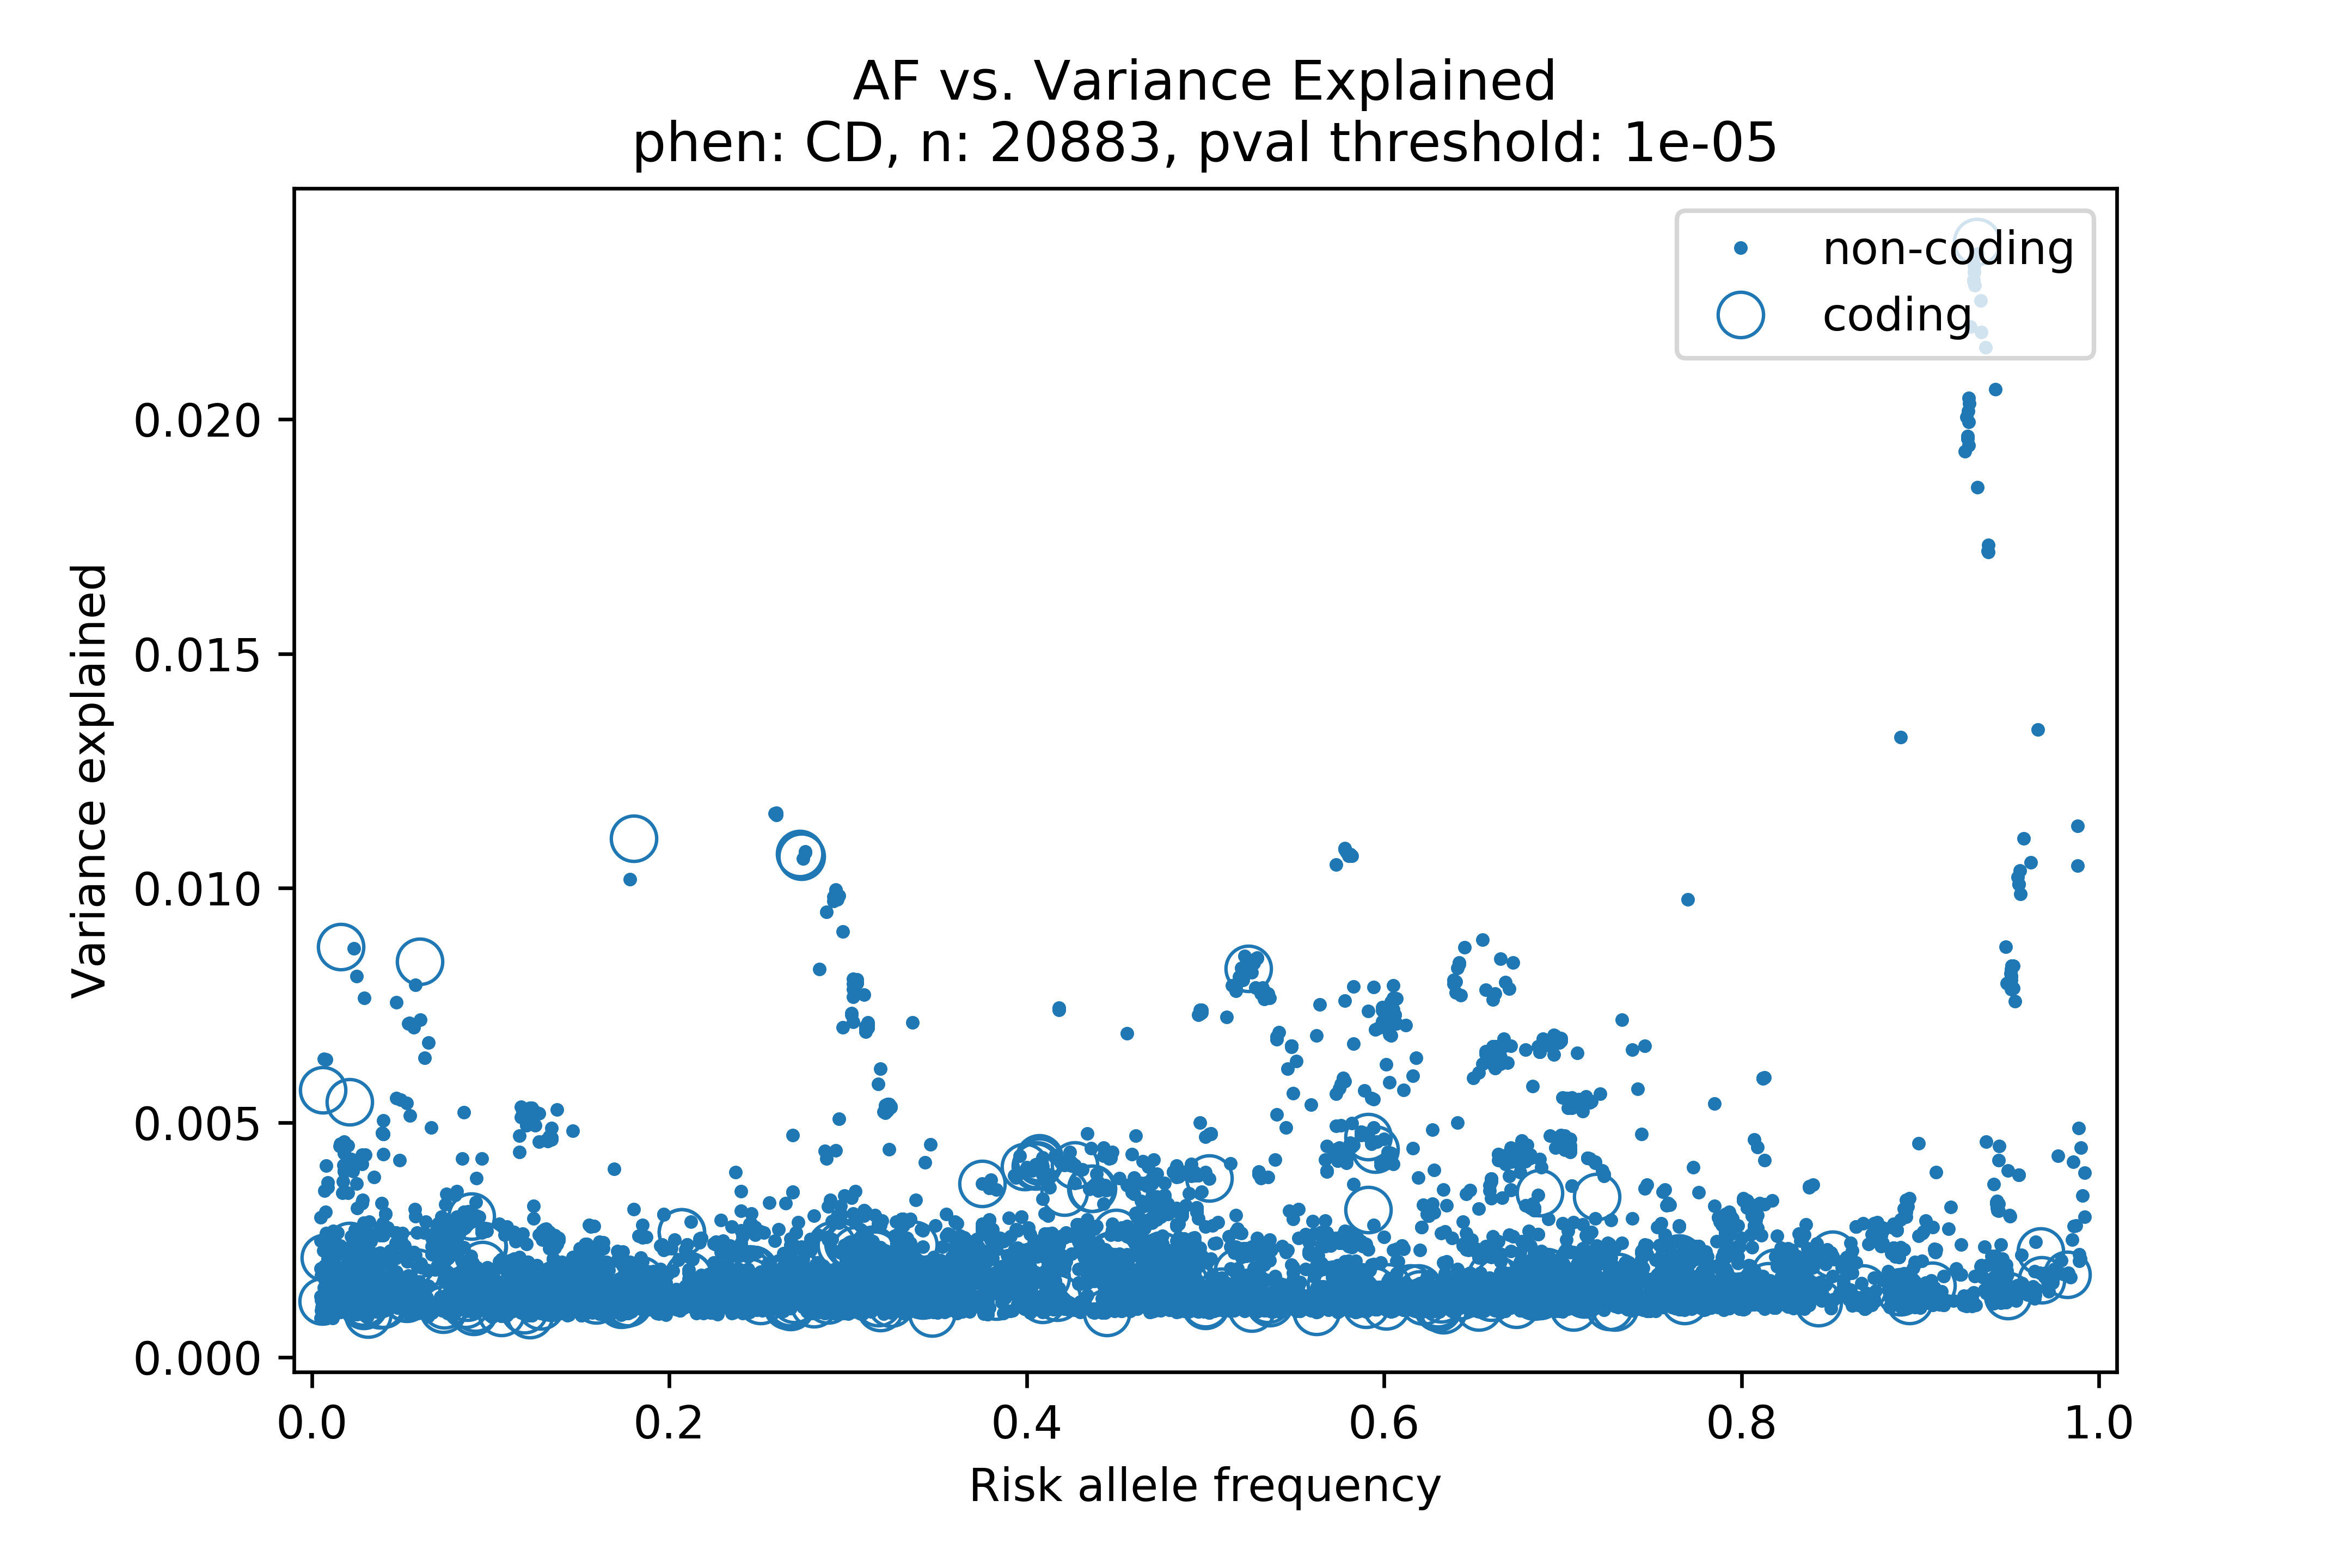 AF vs. Variance Explained
phen: CD, n: 20883, pval threshold: 1e-05
non-coding
coding
0.020
0.015
0.010
0.005
0.000
Variance explained
0.0 0.2 0.4 0.6 0.8 1.0
Risk allele frequency